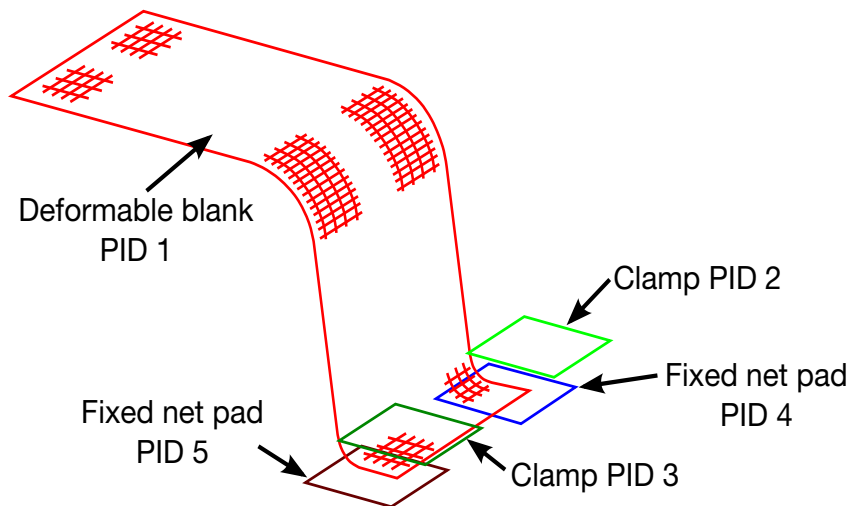 Deformable blank
PID 1
Clamp PID 2
Fixed net pad
PID 4
Fixed net pad
PID 5
Clamp PID 3